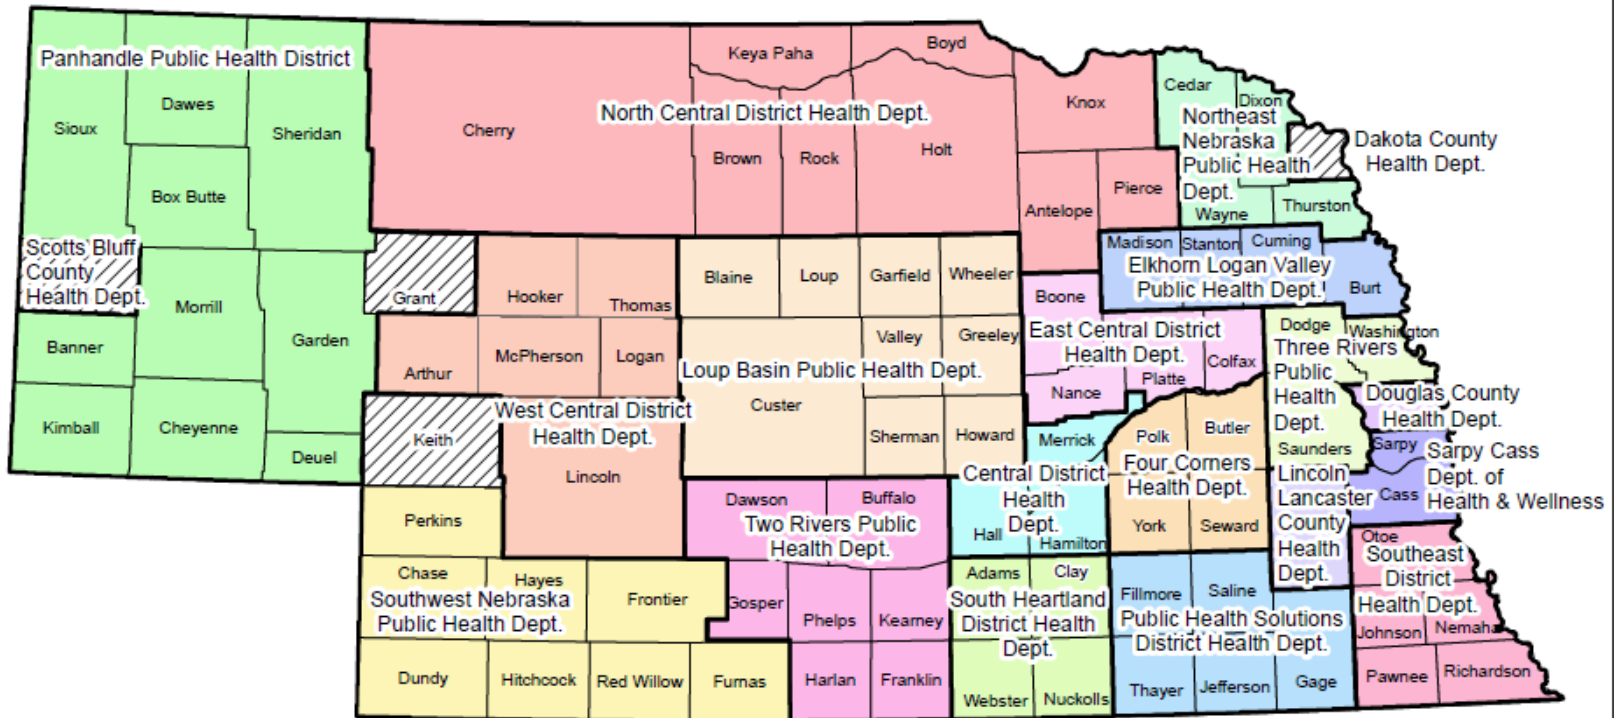 Panhandle Public Health District
Sioux
Dawes
Sheridan
Box Butte
Scotts Bluff
County
Health Dept.
Morrill
Garden
Banner
Kimball
Cheyenne
Deuel
North Central District Health Dept.
Cherry
Keya Paha
Boyd
Brown
Rock
Holt
Knox
Antelope
Pierce
Cedar
Dixon
Northeast
Nebraska
Public Health
Dept.
Wayne
Thurston
Dakota County
Health Dept.
Grant
Hooker
Thomas
Arthur
McPherson
Logan
Keith
West Central District
Health Dept.
Lincoln
Blaine
Loup
Garfield
Wheeler
Valley
Greeley
Loup Basin Public Health Dept.
Custer
Sherman
Howard
Madison
Stanton
Cuming
Elkhorn Logan Valley
Public Health Dept.
Burt
Boone
East Central District
Health Dept.
Colfax
Platte
Nance
Dodge
Washington
Three Rivers
Public
Health
Dept.
Saunders
Douglas County
Health Dept.
Sarpy
Cass
Sarpy Cass
Dept. of
Health & Wellness
Merrick
Central District
Health
Dept.
Hall
Hamilton
Polk
Butler
Four Corners
Health Dept.
York
Seward
Lincoln
Lancaster
County
Health
Dept.
Otoe
Southeast
District
Health Dept.
Johnson
Nemaha
Pawnee
Richardson
Perkins
Chase
Hayes
Frontier
Southwest Nebraska
Public Health Dept.
Dundy
Hitchcock
Red Willow
Furnas
Dawson
Buffalo
Two Rivers Public
Health Dept.
Gosper
Phelps
Kearney
Harlan
Franklin
Adams
Clay
South Heartland
District Health
Dept.
Webster
Nuckolls
Fillmore
Saline
Public Health Solutions
District Health Dept.
Thayer
Jefferson
Gage